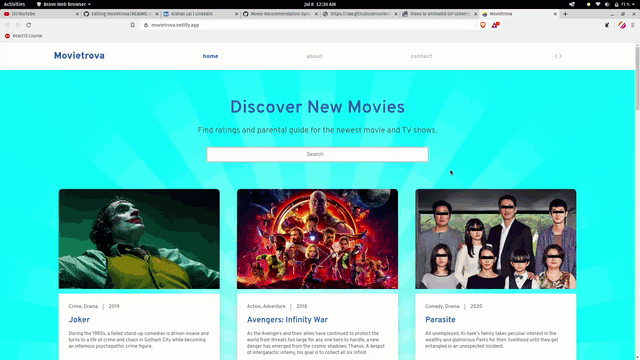 Activities
Brave Web Browser
Jul 8 12:10 AM
71 %
YouTube
Editing movietrova/README
Kishan Lal | LinkedIn
Movie-Recommendation-
https://raw.githubusercont
Video to animated GIF conver
Movietrova
movietrova.netlify.app
React12 Course
Movietrova
home
about
contact
Discover New Movies
Find ratings and parental guide for the newest movie and TV shows.
Search
Crime, Drama | 2019
Joker
During the 1980s, a failed stand-up comedian is driven insane and
turns to a life of crime and chaos in Gotham City while becoming
an infamous psychopathic crime figure.
Action, Adventure | 2018
Avengers: Infinity War
As the Avengers and their allies have continued to protect the
world from threats too large for any one hero to handle, a new
danger has emerged from the cosmic shadows: Thanos. A despot
of intergalactic infamy, his goal is to collect all six Infinit
Comedy, Drama | 2020
Parasite
All unemployed, Ki-taek's family takes peculiar interest in the
wealthy and glamorous Parks for their livelihood until they get
entangled in an unexpected incident.